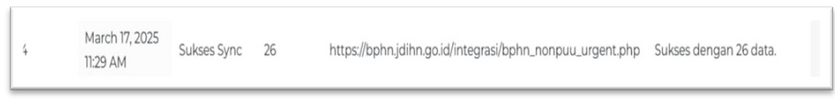 4
March 17, 2025
11:29 AM
Sukses Sync
26
https://bphn.jdihn.go.id/integrasi/bphn_nonpuu_urgent.php
Sukses dengan 26 data.